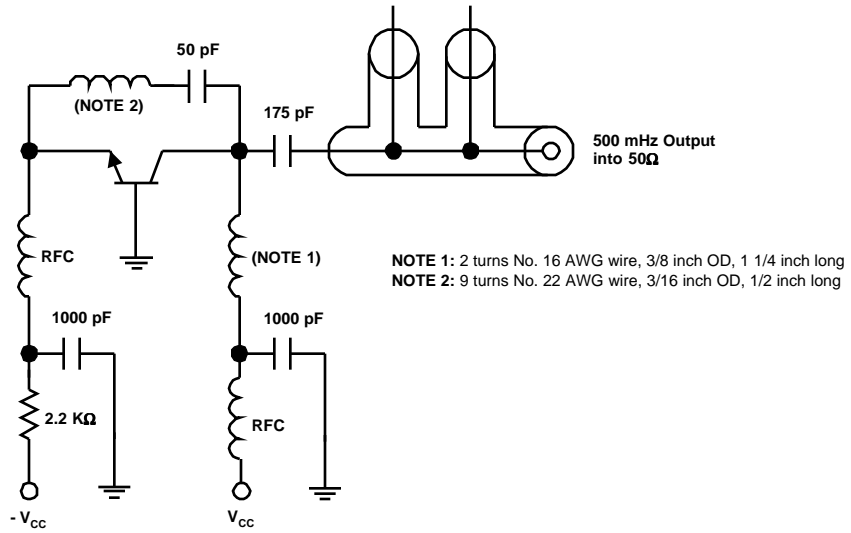 50 pF
(NOTE 2)
175 pF
500 mHz Output
into 50Ω
RFC
(NOTE 1)
NOTE 1: 2 turns No. 16 AWG wire, 3/8 inch OD, 1 1/4 inch long
NOTE 2: 9 turns No. 22 AWG wire, 3/16 inch OD, 1/2 inch long
1000 pF
1000 pF
2.2 KΩ
RFC
- VCC
VCC